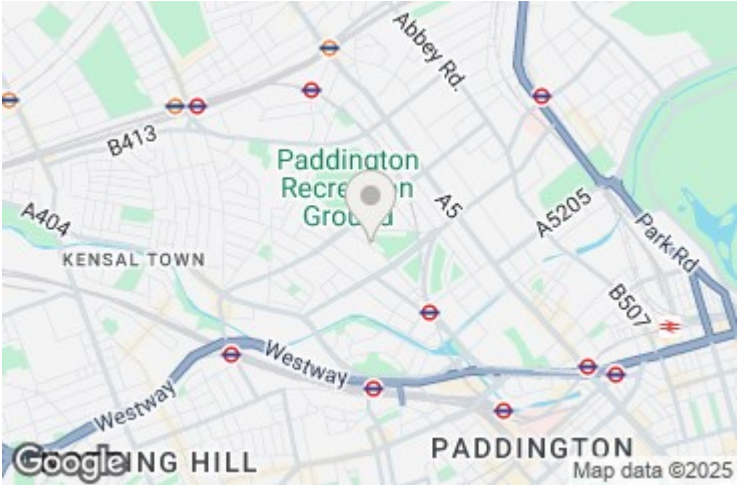 Abbey Rd.
B413
Paddington
Recre
n
Ground
A5
A404
A5205
Park Rd
KENSAL TOWN
B507
Westway
Westway
PADDINGTON
Google
ING HILL
Map data ©2025